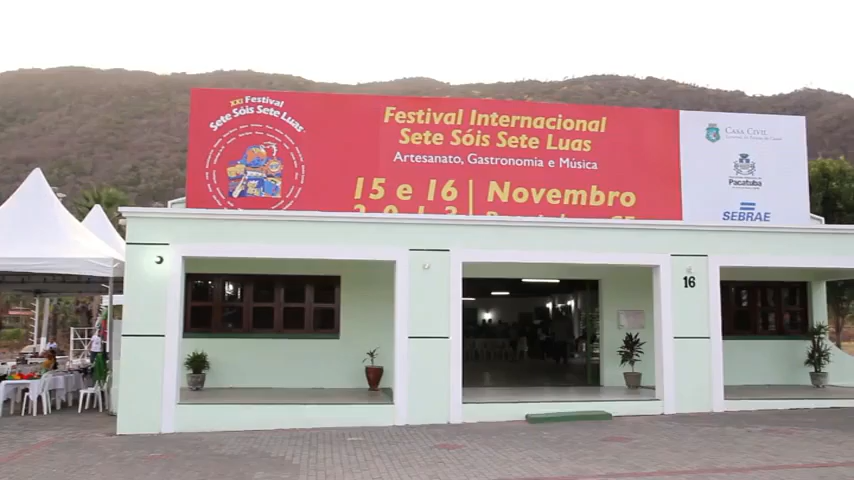 XXI Festival
Sete Sóis Sete Luas
Festival Internacional
Sete Sóis Sete Luas
Artesanato, Gastronomia e Música
15 e 16 | Novembro
2013
CASA CIVIL
Pacatuba
SEBRAE
16